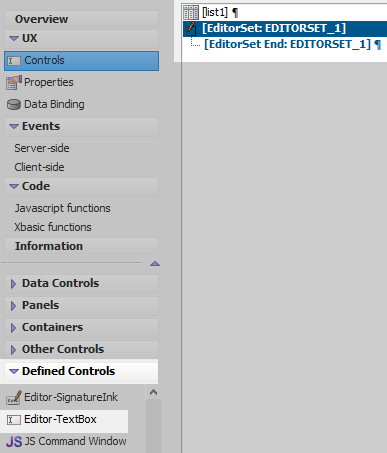 Overview
UX
Controls
Properties
Data Binding
Events
Server-side
Client-side
Code
Javascript functions
Xbasic functions
Information
Data Controls
Panels
Containers
Other Controls
Defined Controls
Editor-SignatureInk
Editor-TextBox
JS JS Command Window
[list1] ¶
[EditorSet: EDITORSET_1]
[EditorSet End: EDITORSET_1] ¶